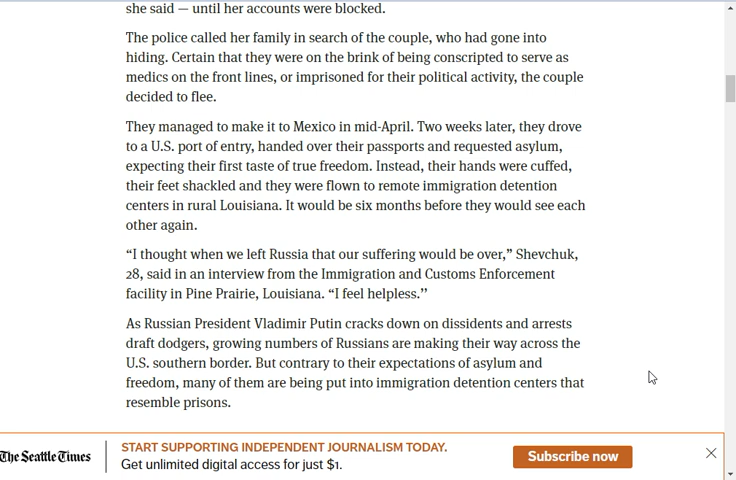 she said — until her accounts were blocked.
The police called her family in search of the couple, who had gone into
hiding. Certain that they were on the brink of being conscripted to serve as
medics on the front lines, or imprisoned for their political activity, the couple
decided to flee.
They managed to make it to Mexico in mid-April. Two weeks later, they drove
to a U.S. port of entry, handed over their passports and requested asylum,
expecting their first taste of true freedom. Instead, their hands were cuffed,
their feet shackled and they were flown to remote immigration detention
centers in rural Louisiana. It would be six months before they would see each
other again.
“I thought when we left Russia that our suffering would be over,” Shevchuk,
28, said in an interview from the Immigration and Customs Enforcement
facility in Pine Prairie, Louisiana. “I feel helpless.’’
As Russian President Vladimir Putin cracks down on dissidents and arrests
draft dodgers, growing numbers of Russians are making their way across the
U.S. southern border. But contrary to their expectations of asylum and
freedom, many of them are being put into immigration detention centers that
resemble prisons.
The Seattle Times
START SUPPORTING INDEPENDENT JOURNALISM TODAY.
Get unlimited digital access for just $1.
Subscribe now